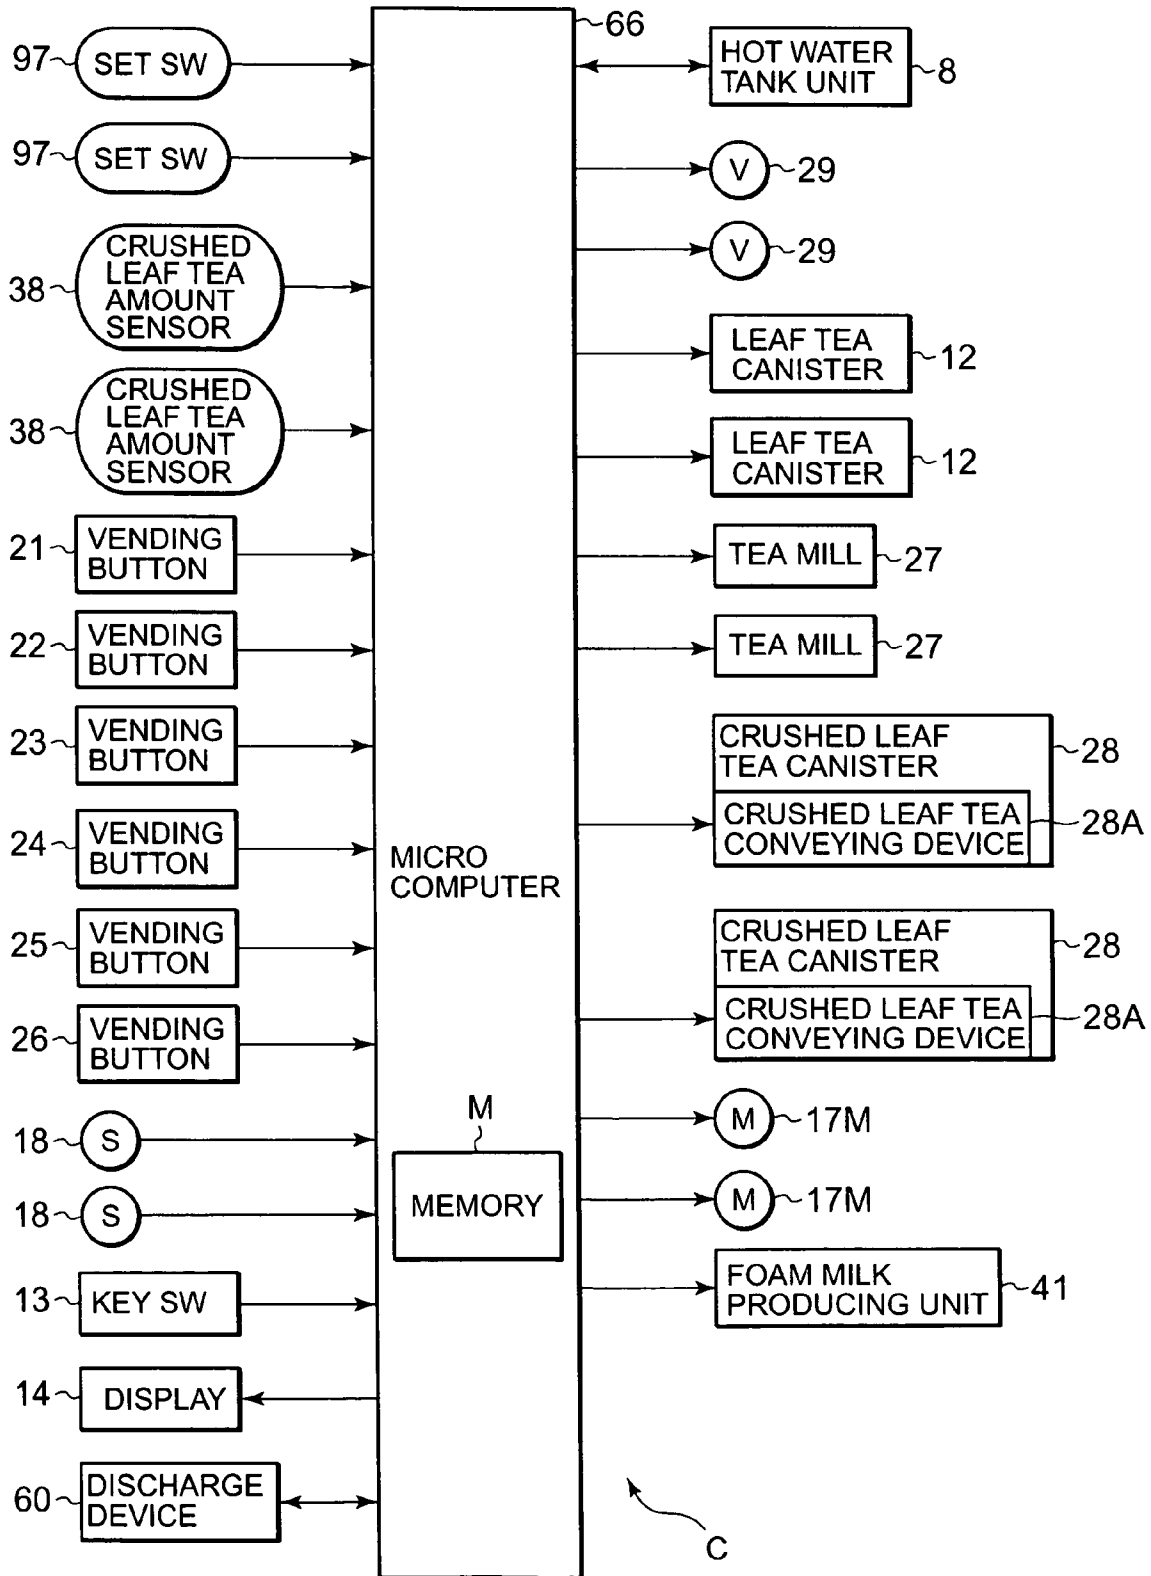 97
SET SW
97
SET SW
38
CRUSHED
LEAF TEA
AMOUNT
SENSOR
38
CRUSHED
LEAF TEA
AMOUNT
SENSOR
21
VENDING
BUTTON
22
VENDING
BUTTON
23
VENDING
BUTTON
24
VENDING
BUTTON
25
VENDING
BUTTON
26
VENDING
BUTTON
18
S
18
S
13
KEY SW
14
DISPLAY
60
DISCHARGE
DEVICE
66
MICRO
COMPUTER
M
MEMORY
HOT WATER
TANK UNIT
8
V
29
V
29
LEAF TEA
CANISTER
12
LEAF TEA
CANISTER
12
TEA MILL
27
TEA MILL
27
CRUSHED LEAF
TEA CANISTER
28
CRUSHED LEAF TEA
CONVEYING DEVICE
28A
CRUSHED LEAF
TEA CANISTER
28
CRUSHED LEAF TEA
CONVEYING DEVICE
28A
M
17M
M
17M
FOAM MILK
PRODUCING UNIT
41
C